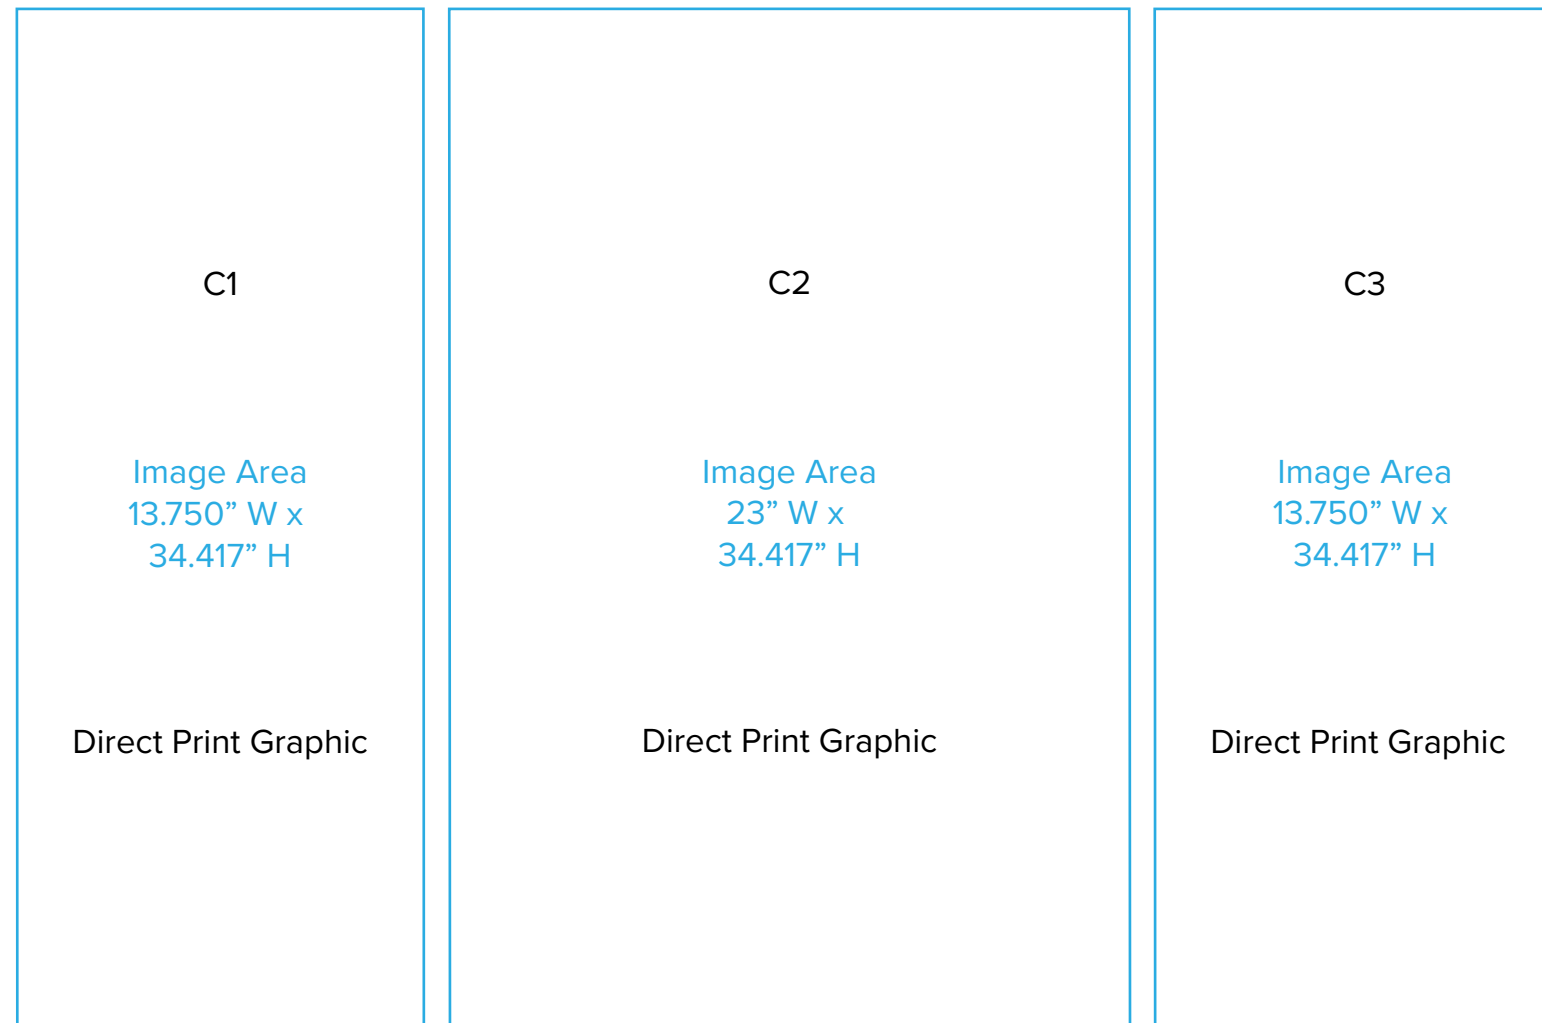 C1
Image Area
13.750” W x
34.417” H
Direct Print Graphic
C2
Image Area
23” W x
34.417” H
Direct Print Graphic
C3
Image Area
13.750” W x
34.417” H
Direct Print Graphic